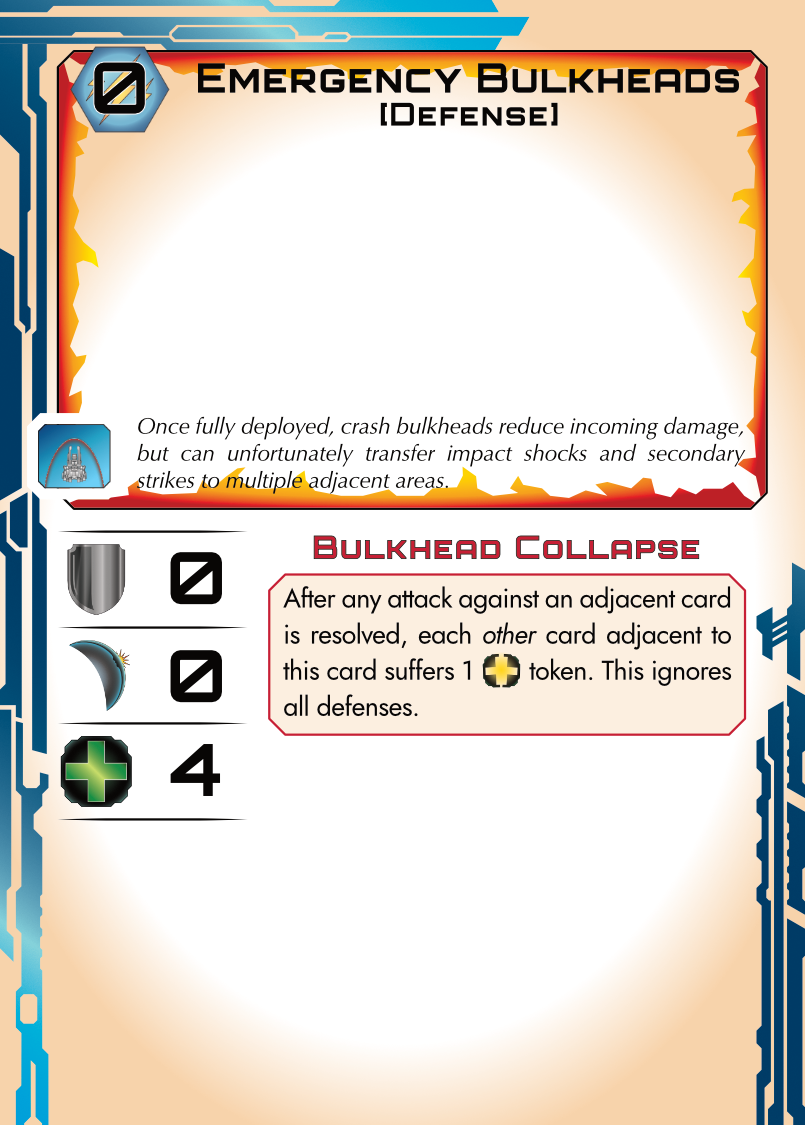 0
Emergency Bulkheads
[Defense]
Once fully deployed, crash bulkheads reduce incoming damage,
but can unfortunately transfer impact shocks and secondary
strikes to multiple adjacent areas.
Bulkhead Collapse
0
After any attack against an adjacent card
is resolved, each other card adjacent to
this card suffers 1 token. This ignores
all defenses.
0
4